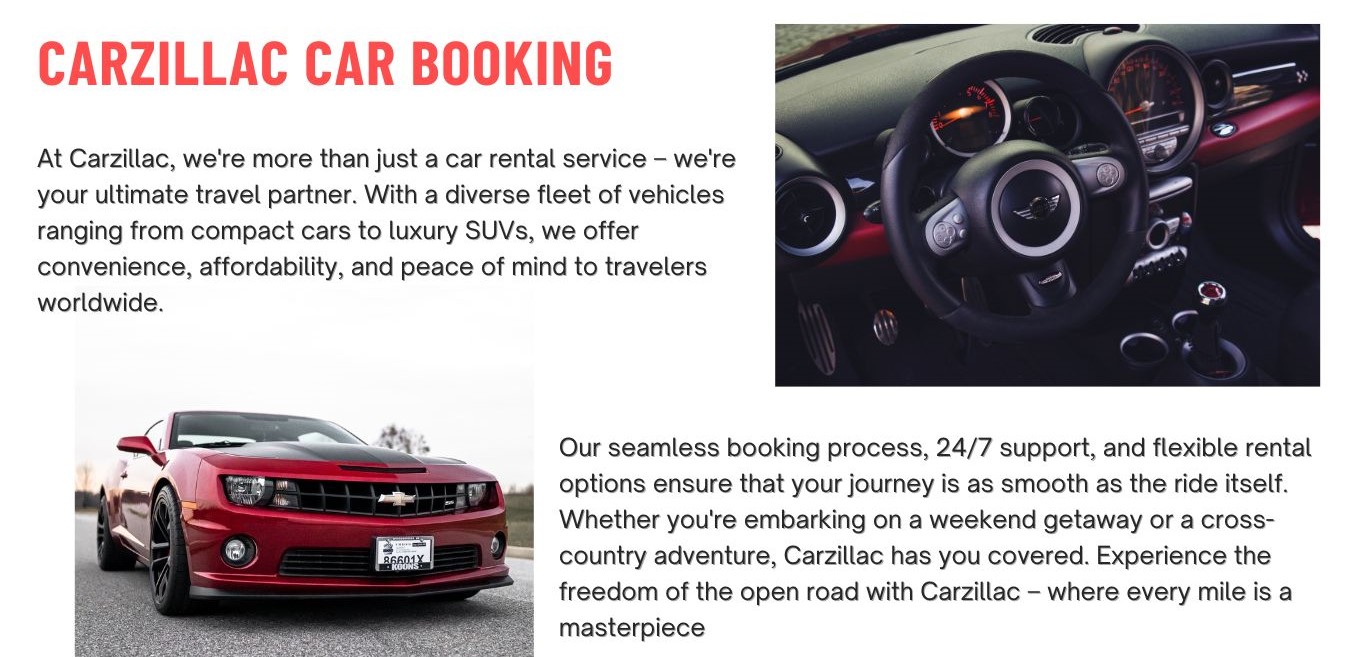 CARZILLAC CAR BOOKING
At Carzillac, we're more than just a car rental service – we're
your ultimate travel partner. With a diverse fleet of vehicles
ranging from compact cars to luxury SUVs, we offer
convenience, affordability, and peace of mind to travelers
worldwide.
86601X
KOONS
Our seamless booking process, 24/7 support, and flexible rental
options ensure that your journey is as smooth as the ride itself.
Whether you're embarking on a weekend getaway or a cross-
country adventure, Carzillac has you covered. Experience the
freedom of the open road with Carzillac – where every mile is a
masterpiece